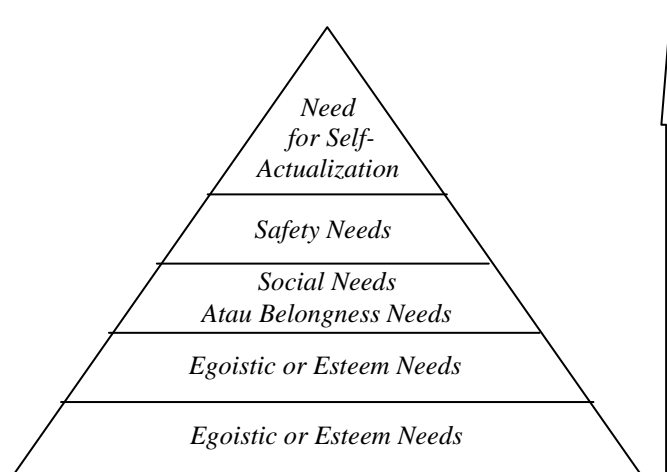 Need
for Self-
Actualization
Safety Needs
Social Needs
Atau Belongness Needs
Egoistic or Esteem Needs
Egoistic or Esteem Needs